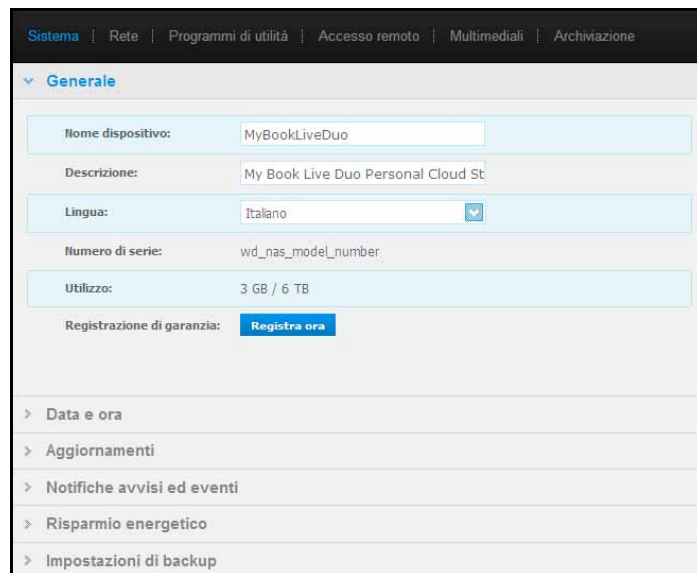 Sistema | Rete | Programmi di utilità | Accesso remoto | Multimediali | Archiviazione
Generale
Nome dispositivo: MyBookLiveDuo
Descrizione: My Book Live Duo Personal Cloud St
Lingua: Italiano
Numero di serie: wd_nas_model_number
Utilizzo: 3 GB / 6 TB
Registrazione di garanzia: Registra ora
Data e ora
Aggiornamenti
Notifiche avvisi ed eventi
Risparmio energetico
Impostazioni di backup